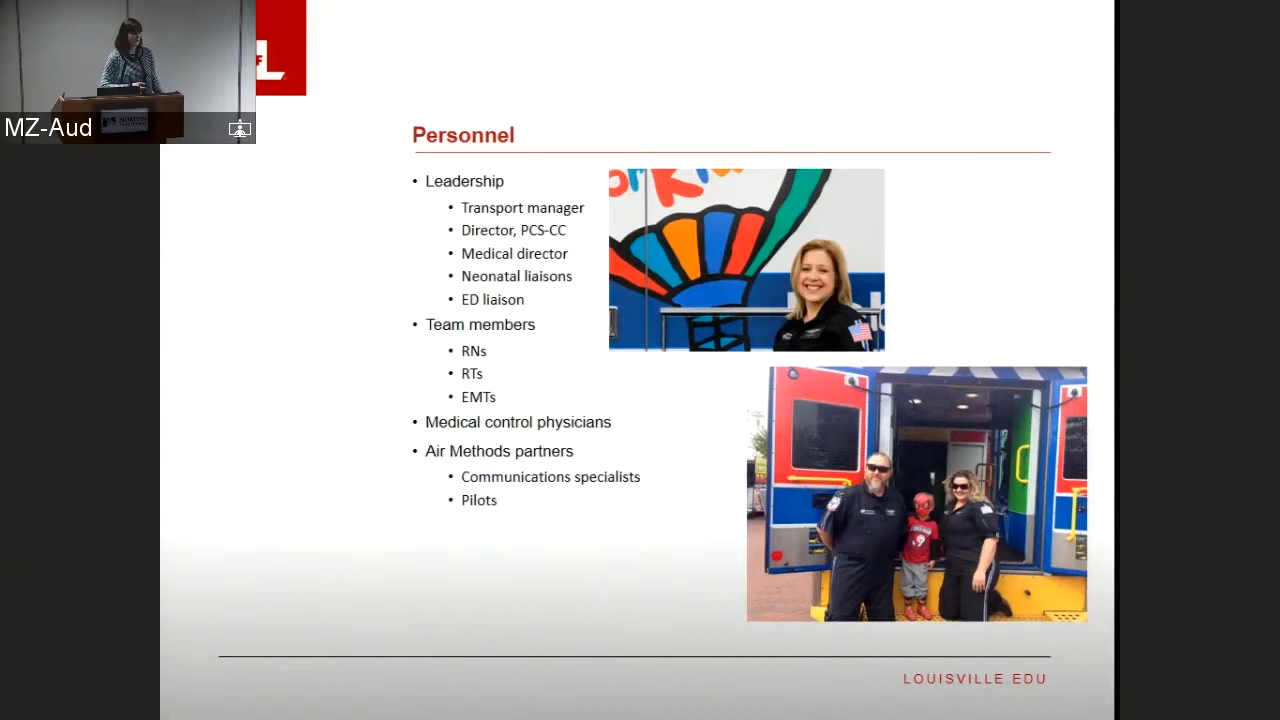 MZ-Aud
NORTON
Personnel
• Leadership
• Transport manager
• Director, PCS-CC
• Medical director
• Neonatal liaisons
• ED liaison
• Team members
• RNs
• RTs
• EMTs
• Medical control physicians
• Air Methods partners
• Communications specialists
• Pilots
LOUISVILLE.EDU